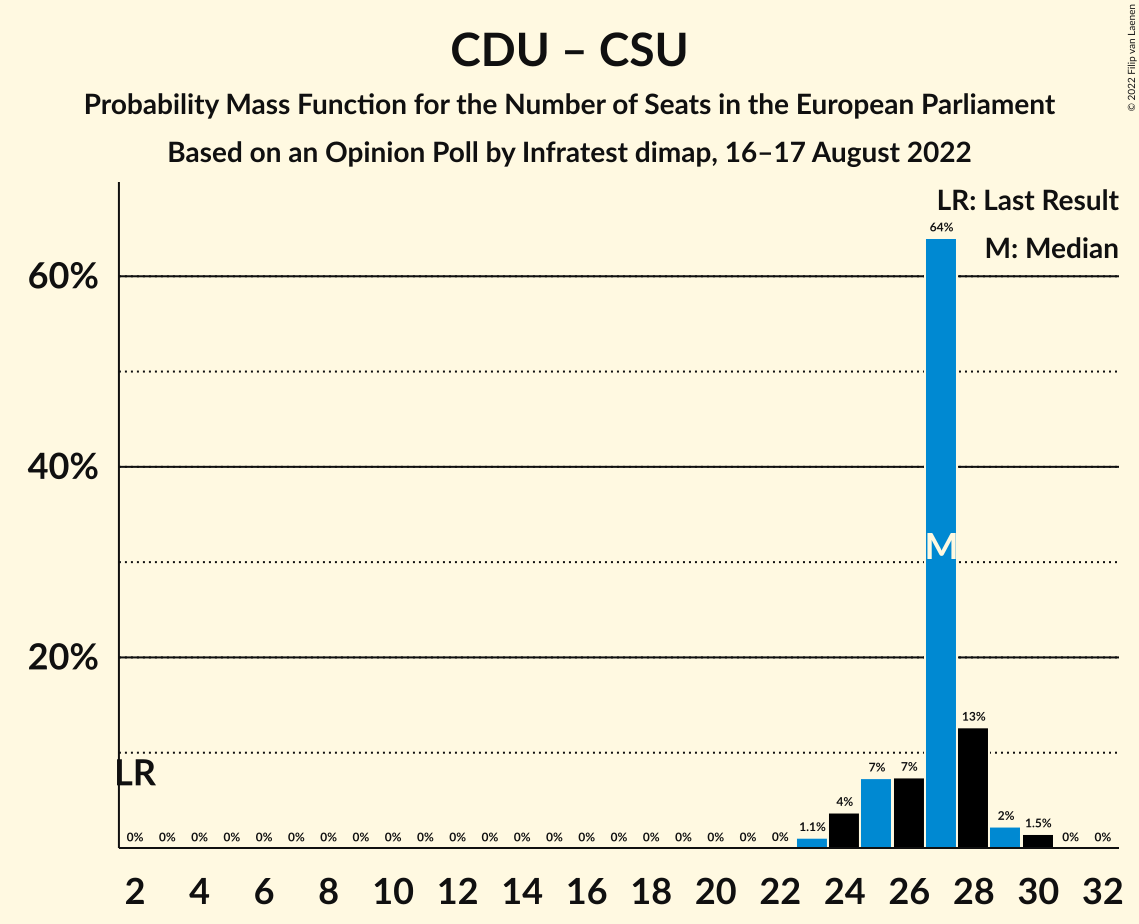 CDU – CSU
Probability Mass Function for the Number of Seats in the European Parliament
Based on an Opinion Poll by Infratest dimap, 16–17 August 2022
© 2022 Filip van Laenen
LR: Last Result
M: Median
64%
60%
40%
M
20%
13%
LR
7% 7%
4%
2%
1.1% 1.5%
0% 0% 0% 0% 0% 0% 0% 0% 0% 0% 0% 0% 0% 0% 0% 0% 0% 0% 0% 0% 0% 0% 0%
2 4 6 8 10 12 14 16 18 20 22 24 26 28 30 32